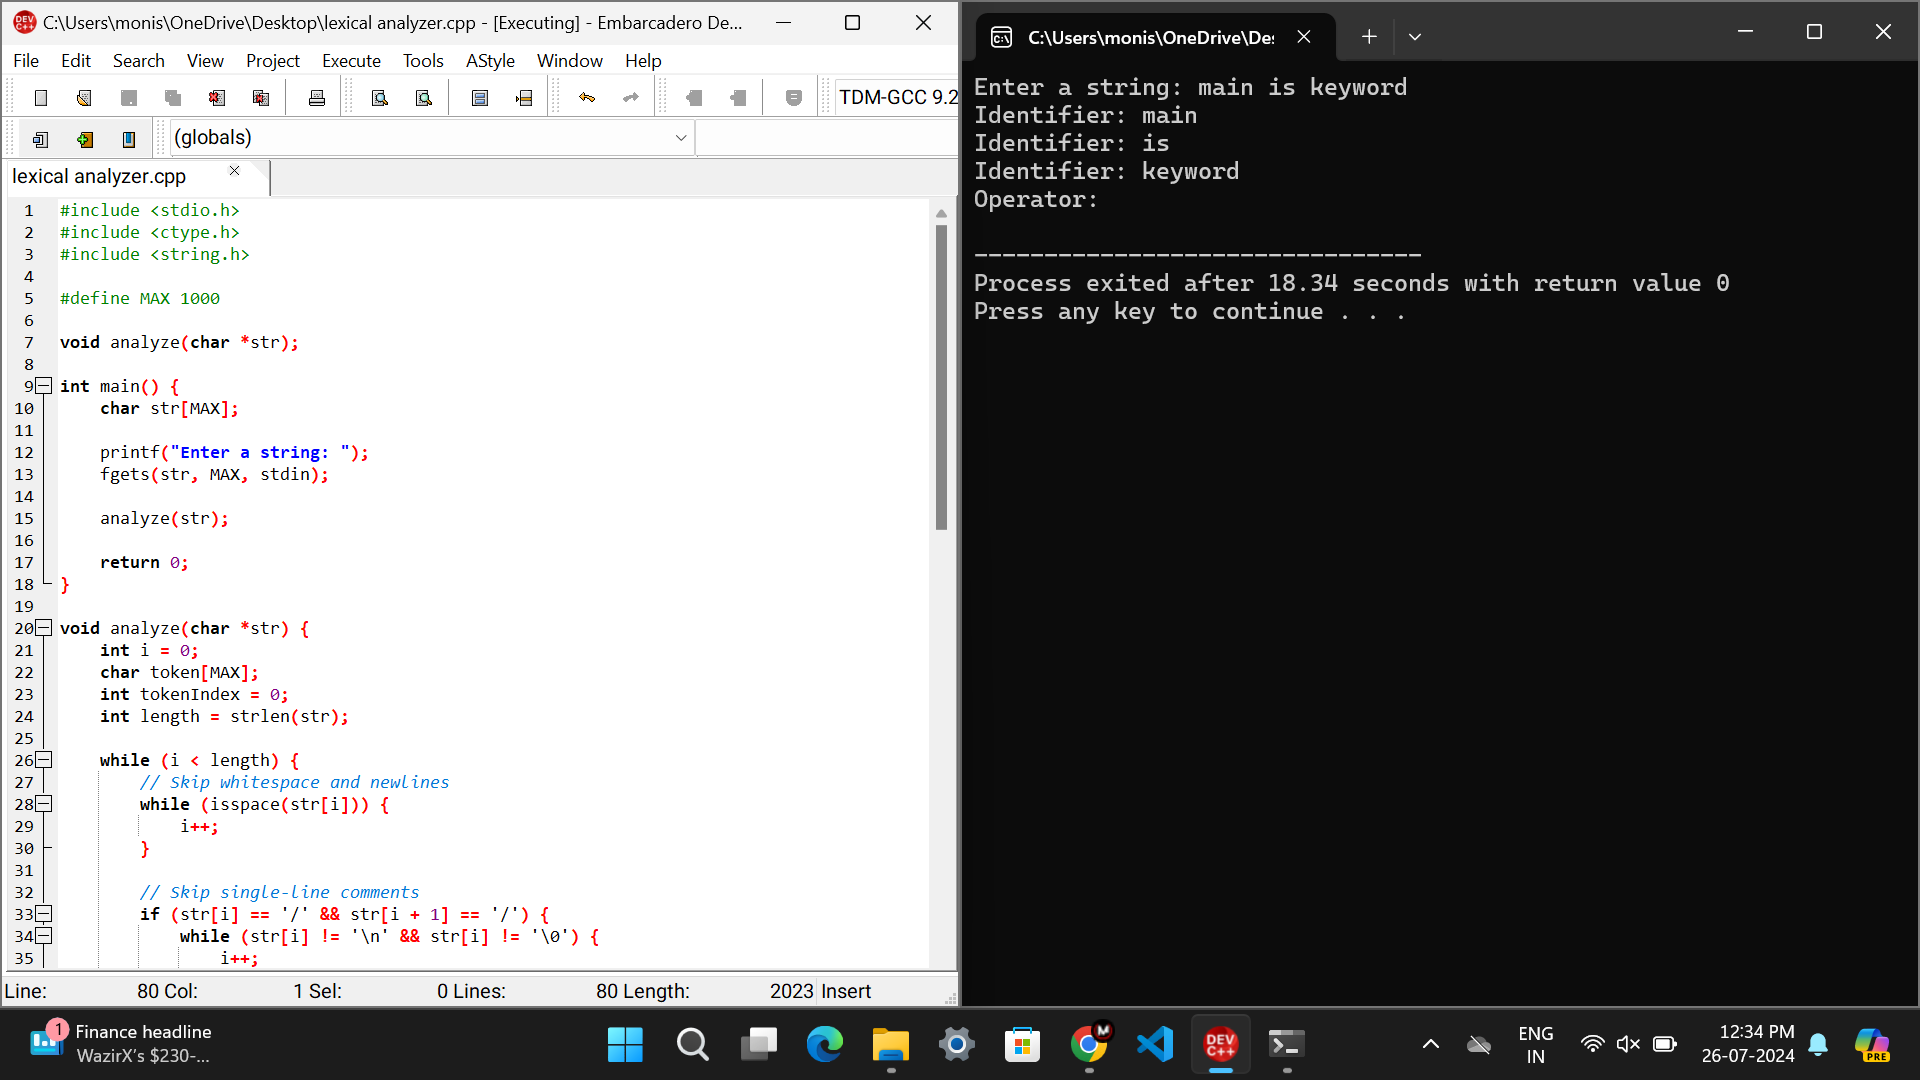 C:\Users\monis\OneDrive\Desktop\lexical analyzer.cpp - [Executing] - Embarcadero De...
File Edit Search View Project Execute Tools AStyle Window Help
TDM-GCC 9.2
(globals)
lexical analyzer.cpp
1 #include <stdio.h>
2 #include <ctype.h>
3 #include <string.h>
4
5 #define MAX 1000
6
7 void analyze(char *str);
8
9 int main() {
10 char str[MAX];
11
12 printf("Enter a string: ");
13 fgets(str, MAX, stdin);
14
15 analyze(str);
16
17 return 0;
18 }
19
20 void analyze(char *str) {
21 int i = 0;
22 char token[MAX];
23 int tokenIndex = 0;
24 int length = strlen(str);
25
26 while (i < length) {
27 // Skip whitespace and newlines
28 while (isspace(str[i])) {
29 i++;
30 }
31
32 // Skip single-line comments
33 if (str[i] == '/' && str[i + 1] == '/') {
34 while (str[i] != '\n' && str[i] != '\0') {
35 i++;
Line: 80 Col: 1 Sel: 0 Lines: 80 Length: 2023 Insert
C:\Users\monis\OneDrive\Des
Enter a string: main is keyword
Identifier: main
Identifier: is
Identifier: keyword
Operator:
--------------------------------
Process exited after 18.34 seconds with return value 0
Press any key to continue . . .
1
Finance headline
WazirX's $230-...
M
DEV
C++
ENG
IN
12:34 PM
26-07-2024
PRE